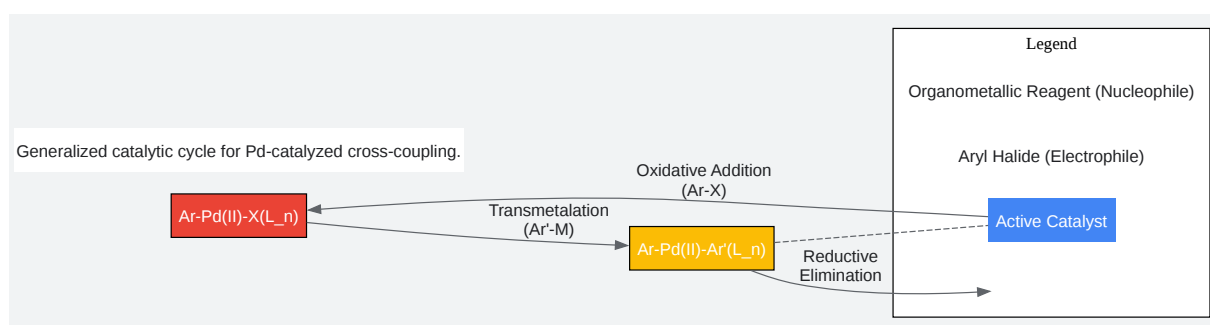 Legend
Organometallic Reagent (Nucleophile)
Generalized catalytic cycle for Pd-catalyzed cross-coupling.
Aryl Halide (Electrophile)
Oxidative Addition
(Ar-X)
Ar-Pd(II)-X(L_n)
Transmetalation
(Ar'-M)
Active Catalyst
Ar-Pd(II)-Ar'(L_n)
Reductive
Elimination